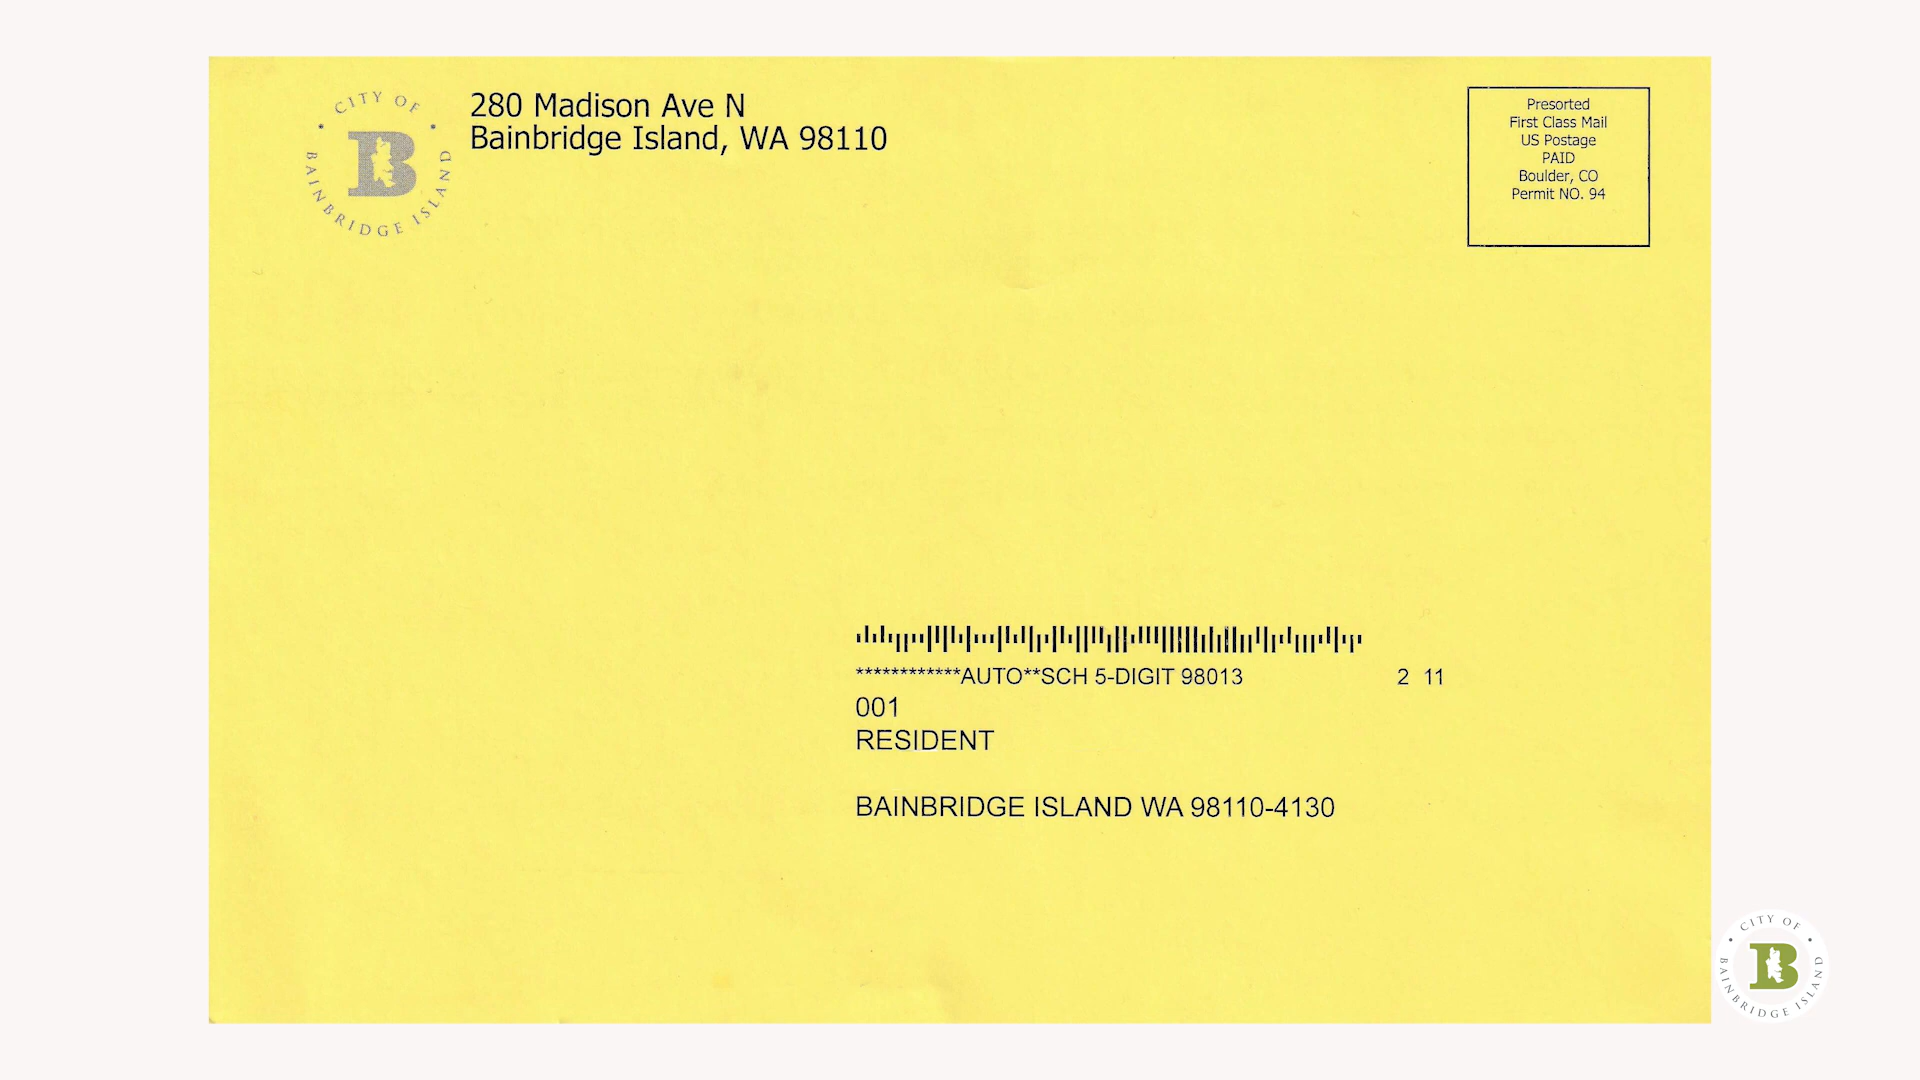 CITY OF
BAINBRIDGE ISLAND
B
280 Madison Ave N
Bainbridge Island, WA 98110
Presorted
First Class Mail
US Postage
PAID
Boulder, CO
Permit NO. 94
************AUTO**SCH 5-DIGIT 98013 2 11
001
RESIDENT
BAINBRIDGE ISLAND WA 98110-4130
CITY OF
BAINBRIDGE ISLAND
B